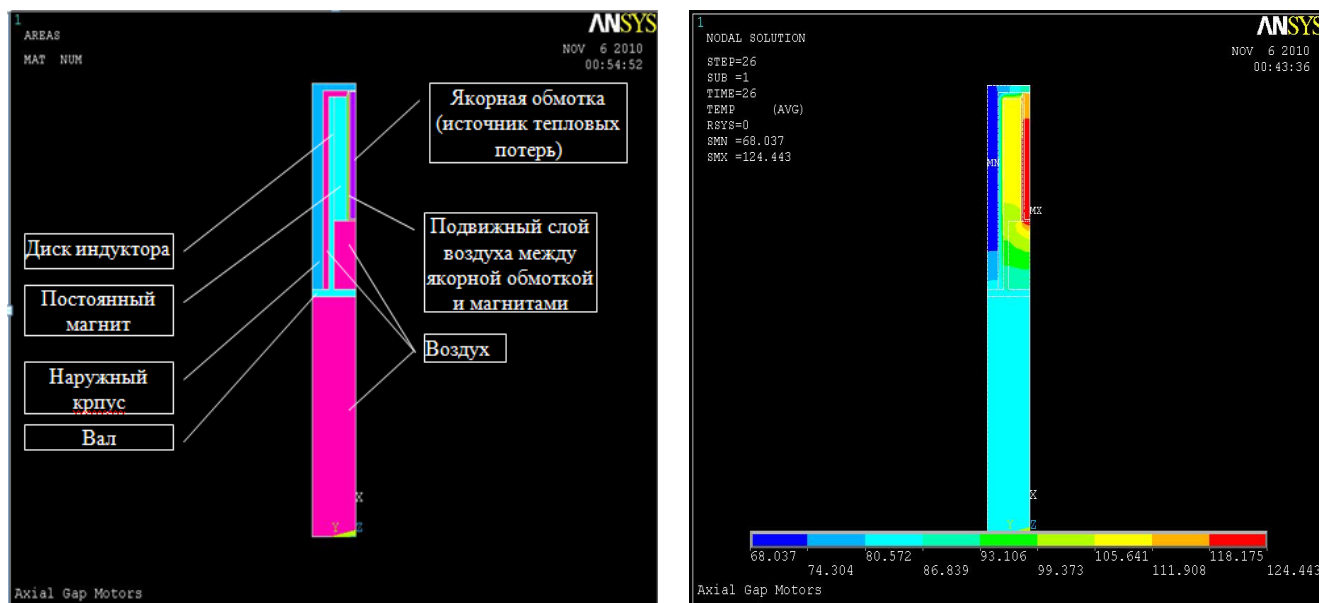 1
AREAS
MAT NUM
ANSYS
NOV 6 2010
00:54:52
Якорная обмотка
(источник тепловых
потерь)
Подвижный слой
воздуха между
якорной обмоткой
и магнитами
Воздух
Диск индуктора
Постоянный
магнит
Наружный
крпус
Вал
X
Y
Z
Axial Gap Motors
1
NODAL SOLUTION
STEP=26
SUB =1
TIME=26
TEMP (AVG)
RSYS=0
SMN =68.037
SMX =124.443
ANSYS
NOV 6 2010
00:43:36
MN
MX
X
Y
Z
68.037 80.572 93.106 105.641 118.175
74.304 86.839 99.373 111.908 124.443
Axial Gap Motors